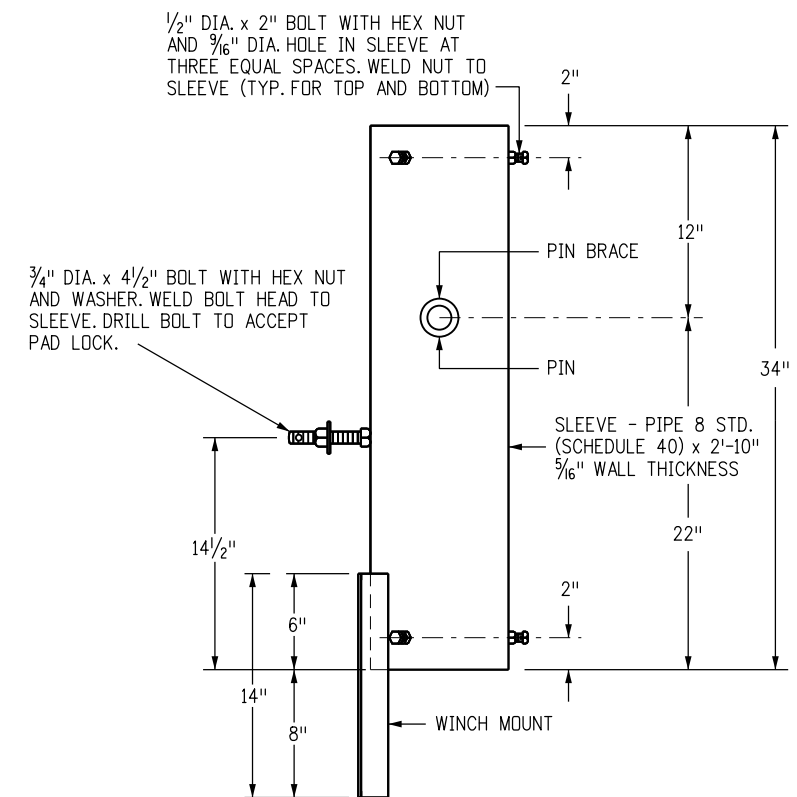 ½" DIA. x 2" BOLT WITH HEX NUT
AND 9/16" DIA. HOLE IN SLEEVE AT
THREE EQUAL SPACES. WELD NUT TO
SLEEVE (TYP. FOR TOP AND BOTTOM)
2"
12"
PIN BRACE
¾" DIA. x 4½" BOLT WITH HEX NUT
AND WASHER. WELD BOLT HEAD TO
SLEEVE. DRILL BOLT TO ACCEPT
PAD LOCK.
PIN
34"
SLEEVE - PIPE 8 STD.
(SCHEDULE 40) x 2'-10"
5/16" WALL THICKNESS
22"
14½"
2"
6"
14"
8"
WINCH MOUNT